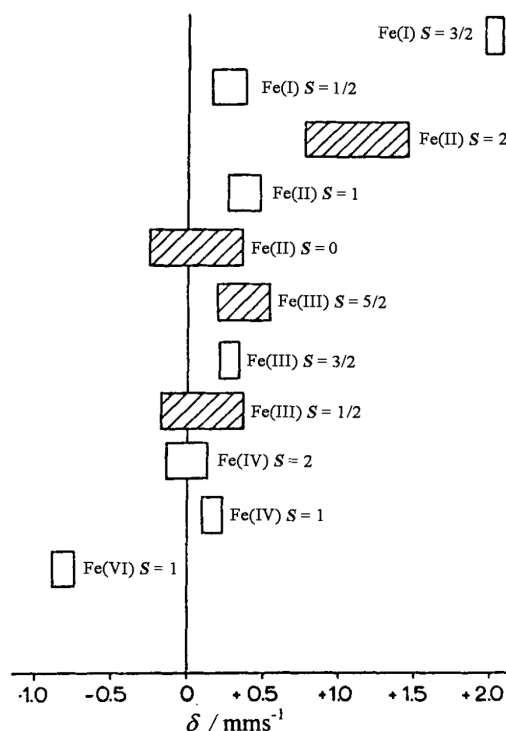 Fe(I) S = 3/2
Fe(I) S = 1/2
Fe(II) S = 2
Fe(II) S = 1
Fe(II) S = 0
Fe(III) S = 5/2
Fe(III) S = 3/2
Fe(III) S = 1/2
Fe(IV) S = 2
Fe(IV) S = 1
Fe(VI) S = 1
-1.0 -0.5 0 +0.5 +1.0 +1.5 +2.0
δ / mms⁻¹